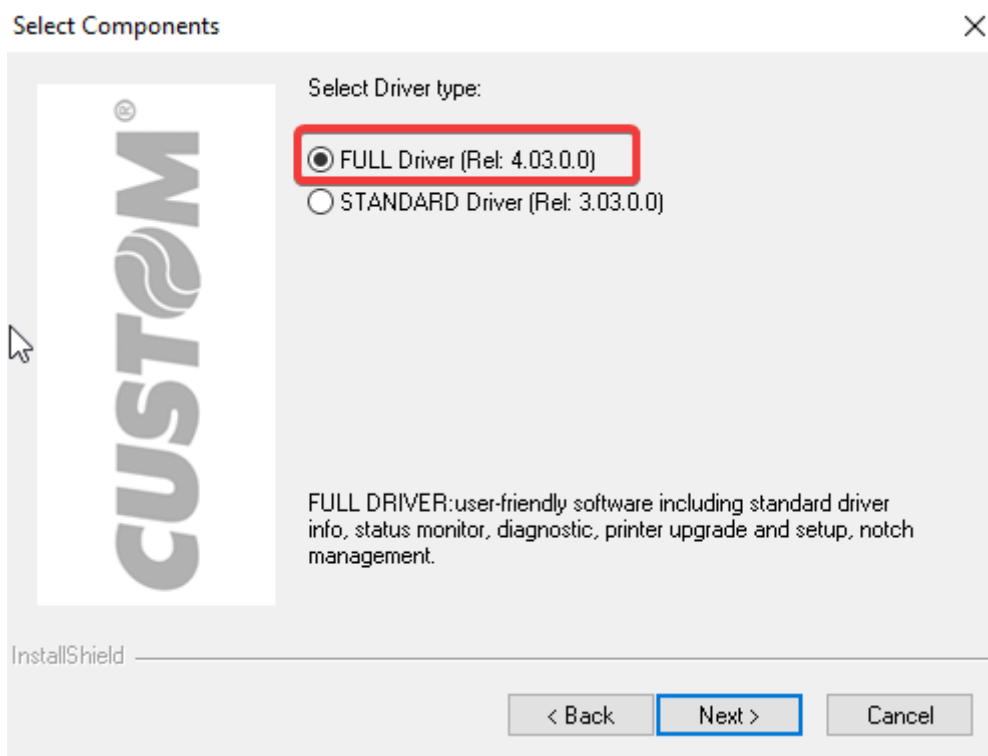 Select Components
Select Driver type:
FULL Driver (Rel: 4.03.0.0)
STANDARD Driver (Rel: 3.03.0.0)
CUSTOM®
FULL DRIVER:user-friendly software including standard driver
info, status monitor, diagnostic, printer upgrade and setup, notch
management.
InstallShield
< Back
Next >
Cancel